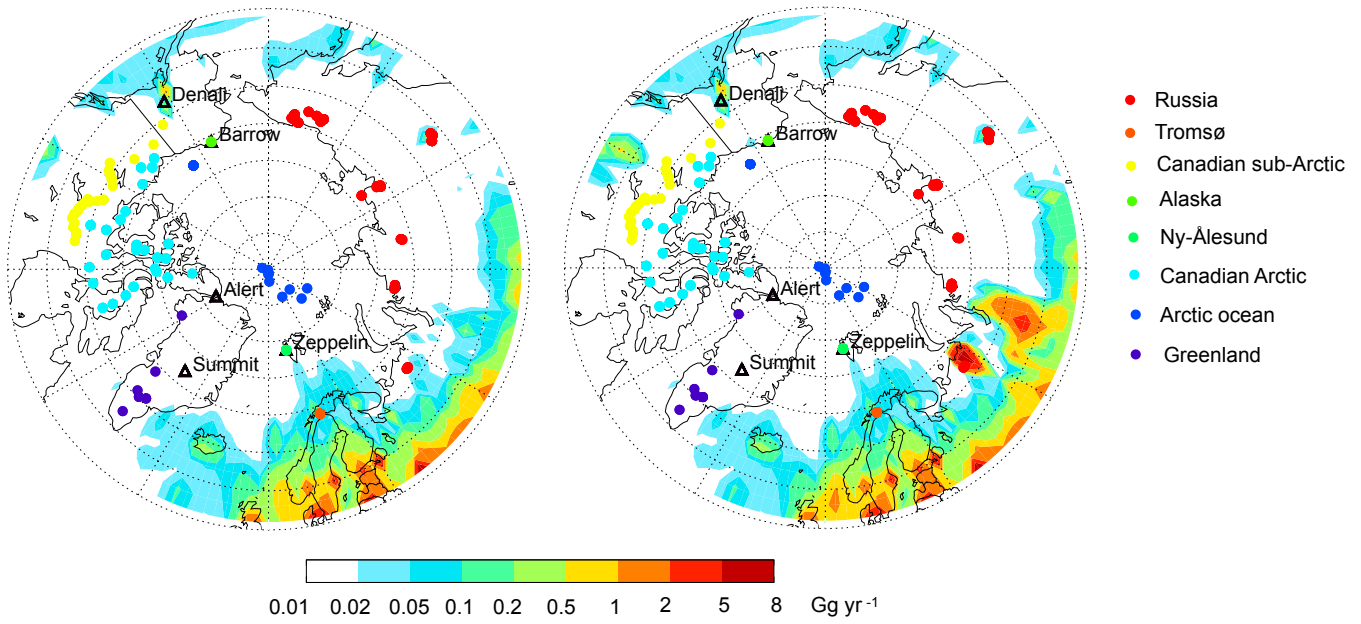 Denali
Barrow
Alert
Zeppelin
Summit
Denali
Barrow
Alert
Zeppelin
Summit
Russia
Tromsø
Canadian sub-Arctic
Alaska
Ny-Ålesund
Canadian Arctic
Arctic ocean
Greenland
0.01 0.02 0.05 0.1 0.2 0.5 1 2 5 8 Gg yr -1